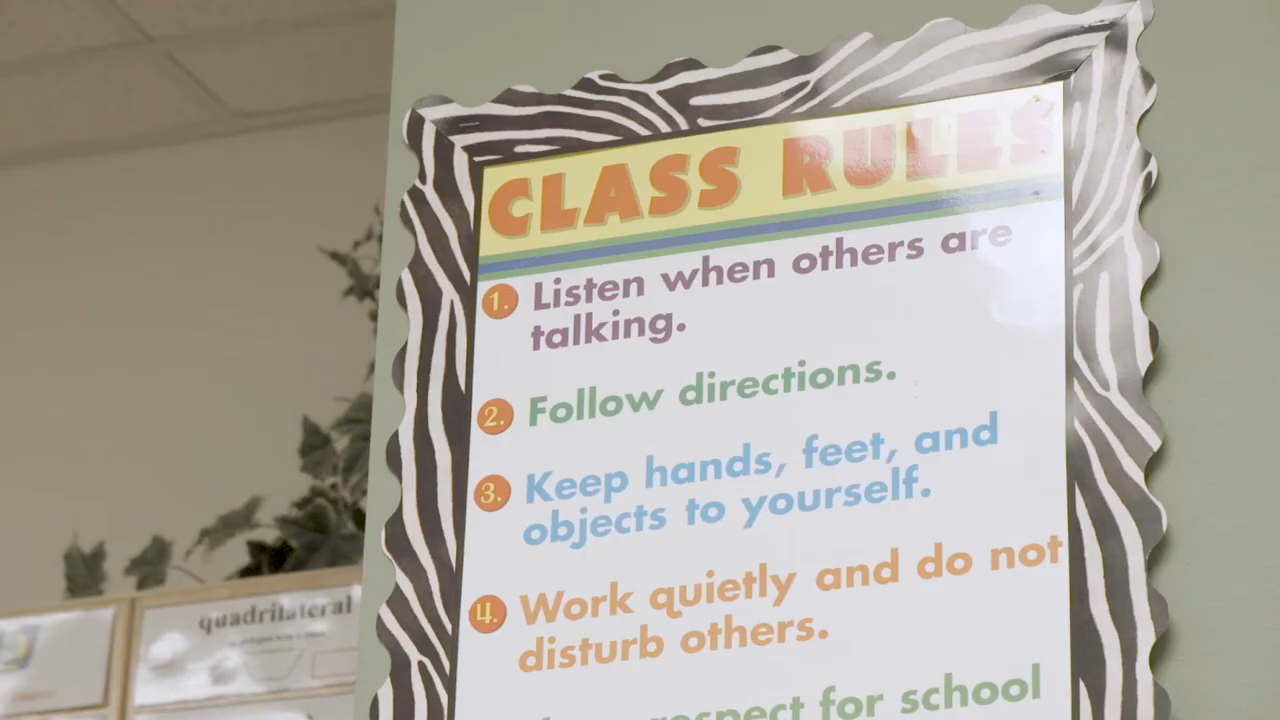 CLASS RULES
1. Listen when others are
talking.
2. Follow directions.
3. Keep hands, feet, and
objects to yourself.
4. Work quietly and do not
disturb others.
respect for school
quadrilateral